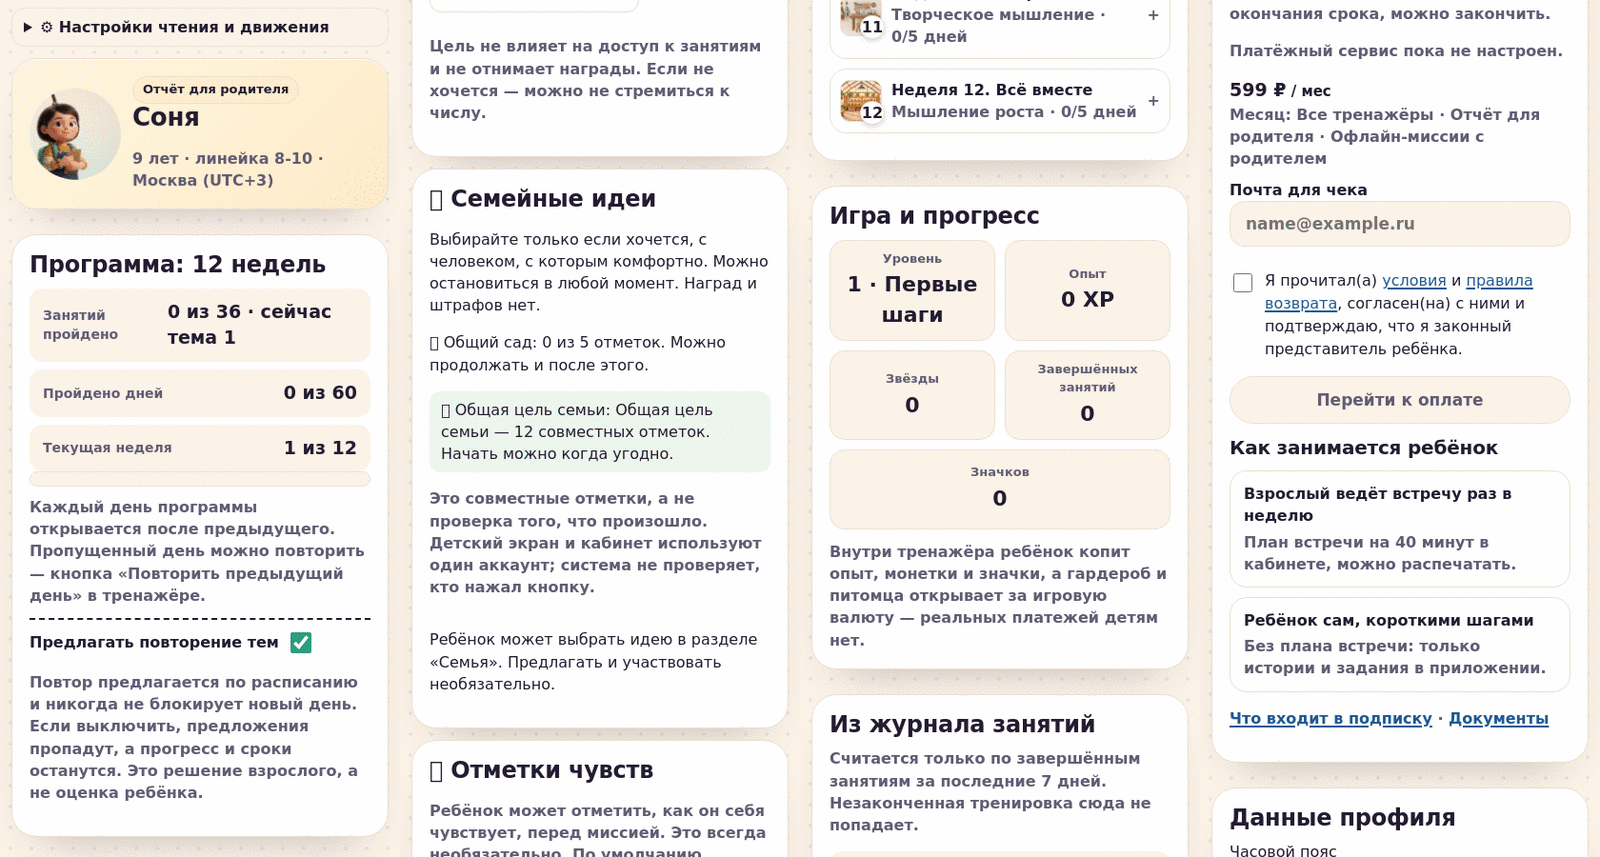 ▶ ⚙ Настройки чтения и движения
Отчёт для родителя
Соня
9 лет · линейка 8-10 ·
Москва (UTC+3)
Программа: 12 недель
Занятий
пройдено
0 из 36 · сейчас
тема 1
Пройдено дней
0 из 60
Текущая неделя
1 из 12
Каждый день программы
открывается после предыдущего.
Пропущенный день можно повторить
— кнопка «Повторить предыдущий
день» в тренажёре.
Предлагать повторение тем
Повтор предлагается по расписанию
и никогда не блокирует новый день.
Если выключить, предложения
пропадут, а прогресс и сроки
останутся. Это решение взрослого, а
не оценка ребёнка.
Цель не влияет на доступ к занятиям
и не отнимает награды. Если не
хочется — можно не стремиться к
числу.
Семейные идеи
Выбирайте только если хочется, с
человеком, с которым комфортно. Можно
остановиться в любой момент. Наград и
штрафов нет.
Общий сад: 0 из 5 отметок. Можно
продолжать и после этого.
Общая цель семьи: Общая цель
семьи — 12 совместных отметок.
Начать можно когда угодно.
Это совместные отметки, а не
проверка того, что произошло.
Детский экран и кабинет используют
один аккаунт; система не проверяет,
кто нажал кнопку.
Ребёнок может выбрать идею в разделе
«Семья». Предлагать и участвовать
необязательно.
Отметки чувств
Ребёнок может отметить, как он себя
чувствует, перед миссией. Это всегда
необязательно. По умолчанию
11
Творческое мышление ·
0/5 дней
+
12
Неделя 12. Всё вместе
Мышление роста · 0/5 дней
+
Игра и прогресс
Уровень
1 · Первые
шаги
Опыт
0 XP
Звёзды
0
Завершённых
занятий
0
Значков
0
Внутри тренажёра ребёнок копит
опыт, монетки и значки, а гардероб и
питомца открывает за игровую
валюту — реальных платежей детям
нет.
Из журнала занятий
Считается только по завершённым
занятиям за последние 7 дней.
Незаконченная тренировка сюда не
попадает.
окончания срока, можно закончить.
Платёжный сервис пока не настроен.
599 ₽ / мес
Месяц: Все тренажёры · Отчёт для
родителя · Офлайн-миссии с
родителем
Почта для чека
name@example.ru
Я прочитал(а) условия и правила
возврата, согласен(на) с ними и
подтверждаю, что я законный
представитель ребёнка.
Перейти к оплате
Как занимается ребёнок
Взрослый ведёт встречу раз в
неделю
План встречи на 40 минут в
кабинете, можно распечатать.
Ребёнок сам, короткими шагами
Без плана встречи: только
истории и задания в приложении.
Что входит в подписку · Документы
Данные профиля
Часовой пояс